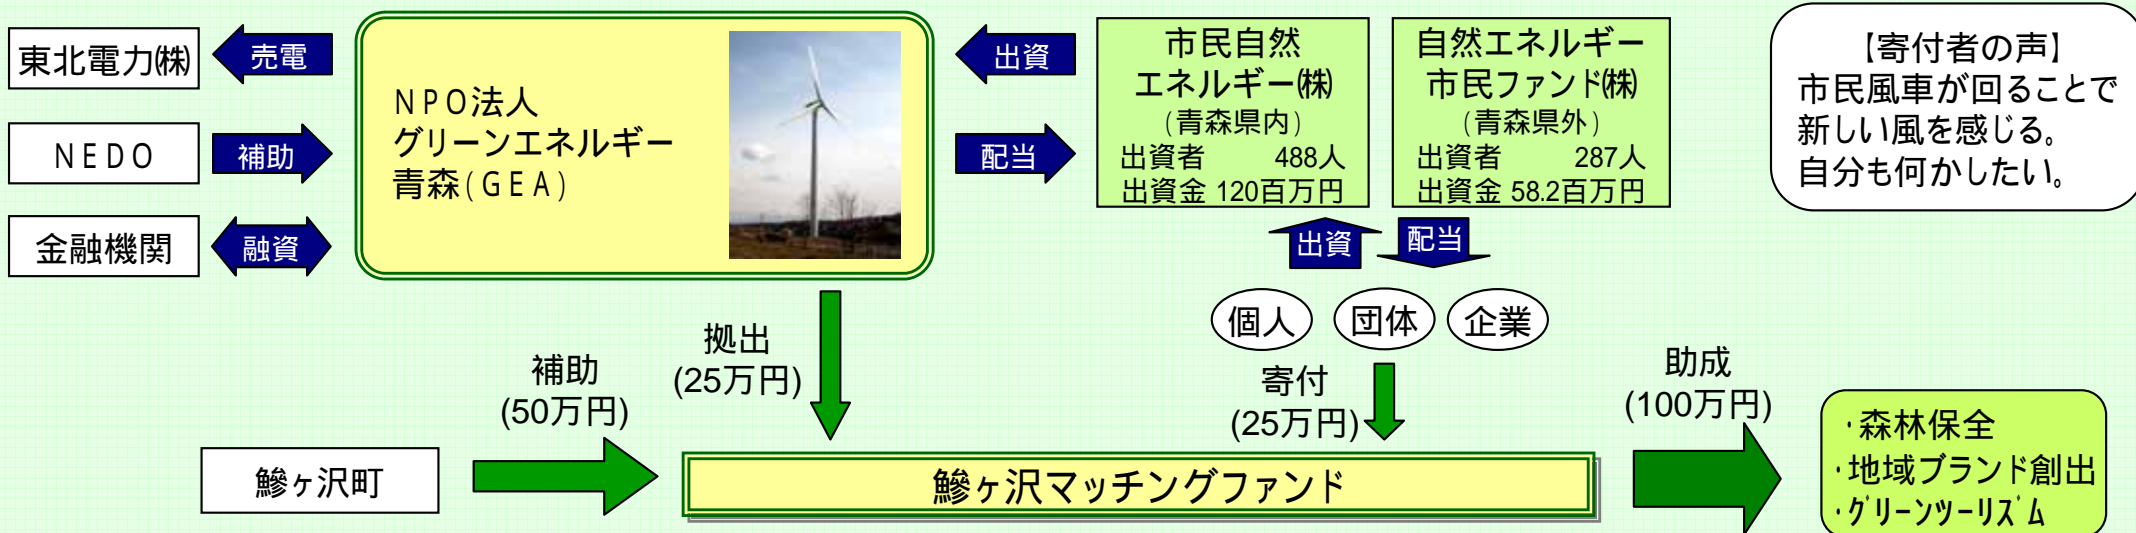 東北電力㈱
売電
NEDO
補助
金融機関
融資
NPO法人
グリーンエネルギー
青森(GEA)
出資
配当
市民自然
エネルギー㈱
(青森県内)
出資者 488人
出資金 120百万円
自然エネルギー
市民ファンド㈱
(青森県外)
出資者 287人
出資金 58.2百万円
【寄付者の声】
市民風車が回ることで
新しい風を感じる。
自分も何かしたい。
出資
配当
個人
団体
企業
補助
(50万円)
拠出
(25万円)
寄付
(25万円)
助成
(100万円)
鰺ヶ沢町
鰺ヶ沢マッチングファンド
・森林保全
・地域ブランド創出
・グリーンツーリズム